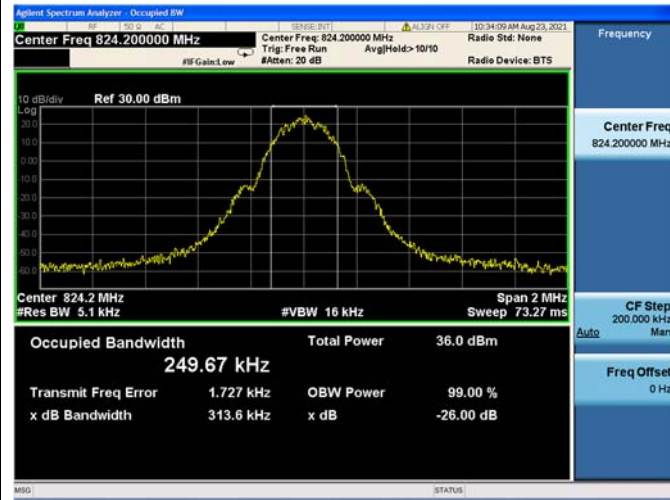 Agilent Spectrum Analyzer - Occupied BW
RF 50 Ω AC SENSE:INT ALIGN OFF 10:34:09 AM Aug 23, 2021
Center Freq 824.200000 MHz
Center Freq: 824.200000 MHz
Radio Std: None
Trig: Free Run Avg|Hold:> 10/10
#IFGain:Low #Atten: 20 dB Radio Device: BTS
10 dB/div Ref 30.00 dBm
Log
20.0
10.0
0.00
-10.0
-20.0
-30.0
-40.0
-50.0
-60.0
Center 824.2 MHz Span 2 MHz
#Res BW 5.1 kHz #VBW 16 kHz Sweep 73.27 ms
Occupied Bandwidth Total Power 36.0 dBm
249.67 kHz
Transmit Freq Error 1.727 kHz OBW Power 99.00 %
x dB Bandwidth 313.6 kHz x dB -26.00 dB
MSG STATUS
Frequency
Center Freq
824.200000 MHz
CF Step
200.000 kHz
Auto Man
Freq Offset
0 Hz